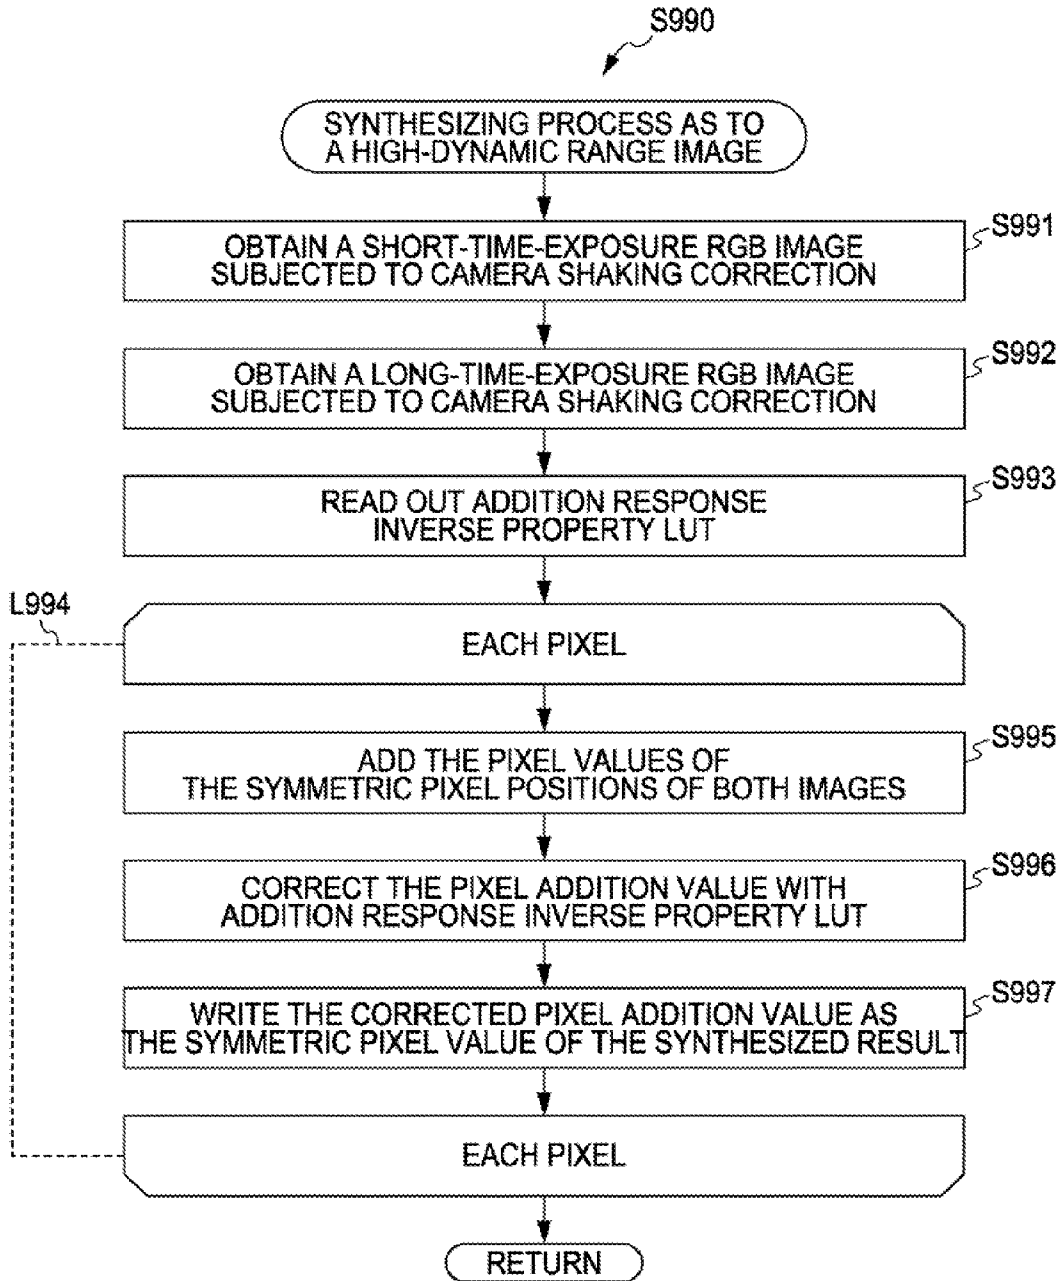 S990
SYNTHESIZING PROCESS AS TO
A HIGH-DYNAMIC RANGE IMAGE
S991
OBTAIN A SHORT-TIME-EXPOSURE RGB IMAGE
SUBJECTED TO CAMERA SHAKING CORRECTION
S992
OBTAIN A LONG-TIME-EXPOSURE RGB IMAGE
SUBJECTED TO CAMERA SHAKING CORRECTION
S993
READ OUT ADDITION RESPONSE
INVERSE PROPERTY LUT
L994
EACH PIXEL
S995
ADD THE PIXEL VALUES OF
THE SYMMETRIC PIXEL POSITIONS OF BOTH IMAGES
S996
CORRECT THE PIXEL ADDITION VALUE WITH
ADDITION RESPONSE INVERSE PROPERTY LUT
S997
WRITE THE CORRECTED PIXEL ADDITION VALUE AS
THE SYMMETRIC PIXEL VALUE OF THE SYNTHESIZED RESULT
EACH PIXEL
RETURN